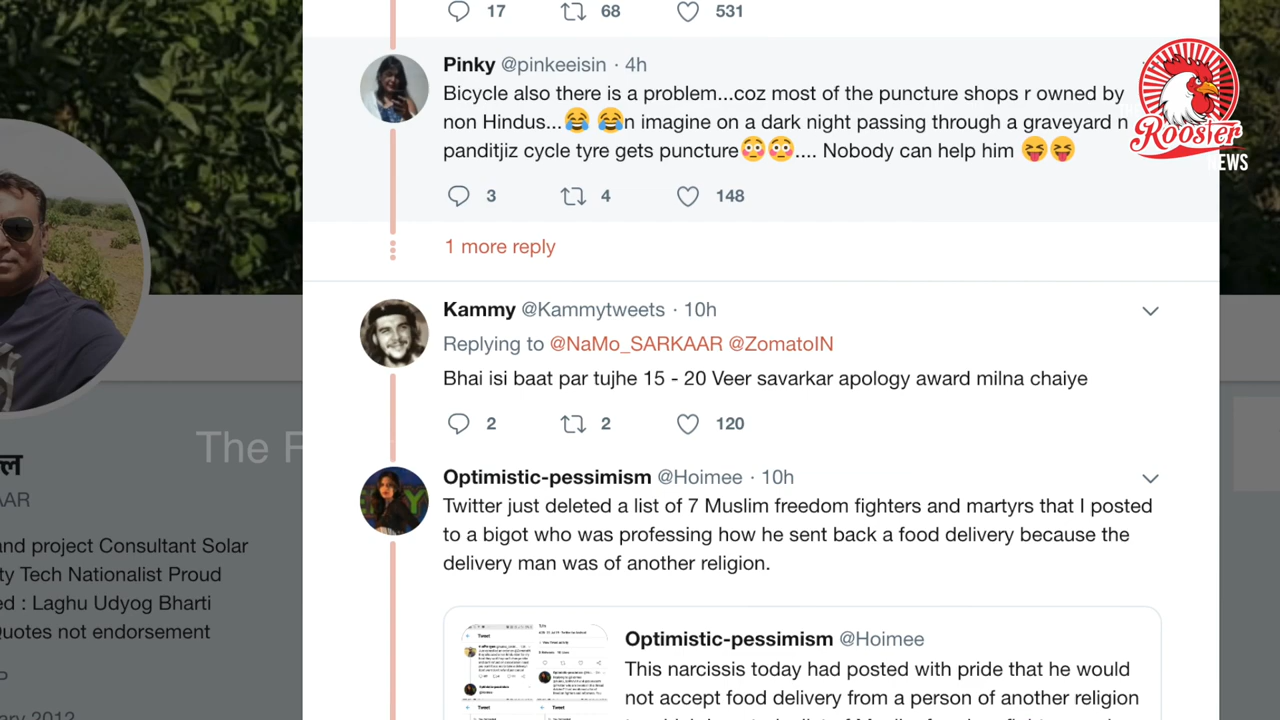 17 68 531
Pinky @pinkeeisin · 4h
Bicycle also there is a problem...coz most of the puncture shops r owned by
non Hindus...😂 😂n imagine on a dark night passing through a graveyard n
panditjiz cycle tyre gets puncture😳😳.... Nobody can help him 😝😝
3 4 148
1 more reply
Rooster
NEWS
Kammy @Kammytweets · 10h
Replying to @NaMo_SARKAAR @ZomatoIN
Bhai isi baat par tujhe 15 - 20 Veer savarkar apology award milna chaiye
2 2 120
Optimistic-pessimism @Hoimee · 10h
Twitter just deleted a list of 7 Muslim freedom fighters and martyrs that I posted
to a bigot who was professing how he sent back a food delivery because the
delivery man was of another religion.
Optimistic-pessimism @Hoimee
This narcissis today had posted with pride that he would
not accept food delivery from a person of another religion
The
AAR
and project Consultant Solar
ty Tech Nationalist Proud
ed : Laghu Udyog Bharti
Quotes not endorsement
2012